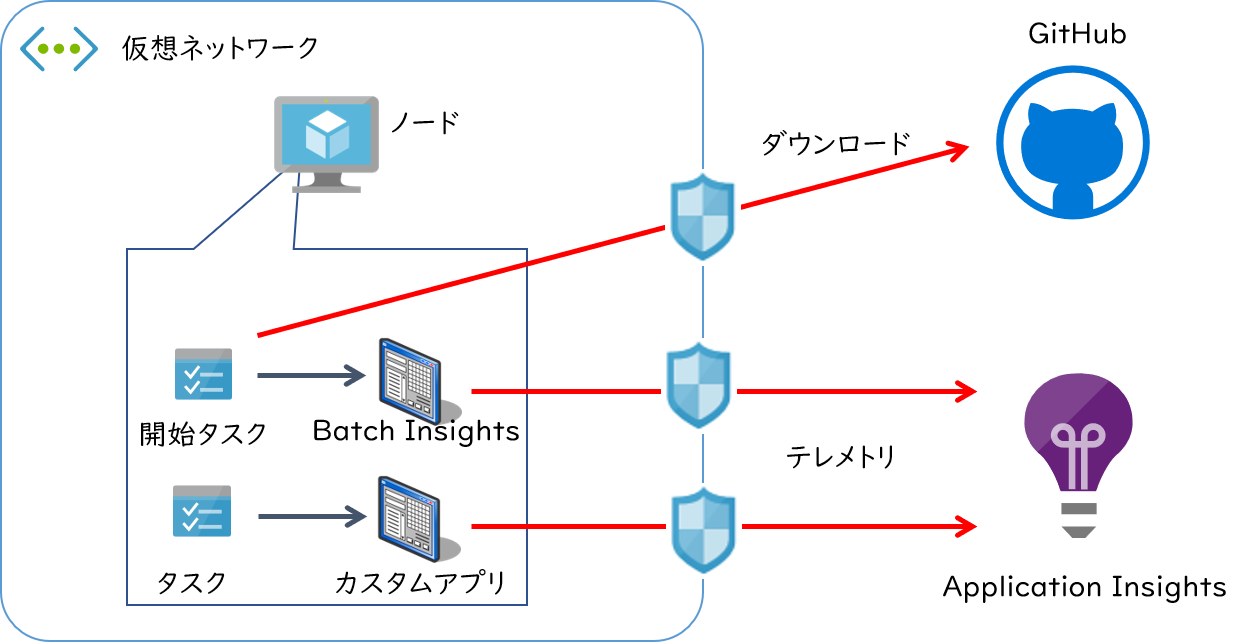 仮想ネットワーク
GitHub
ノード
ダウンロード
開始タスク
Batch Insights
テレメトリ
タスク
カスタムアプリ
Application Insights